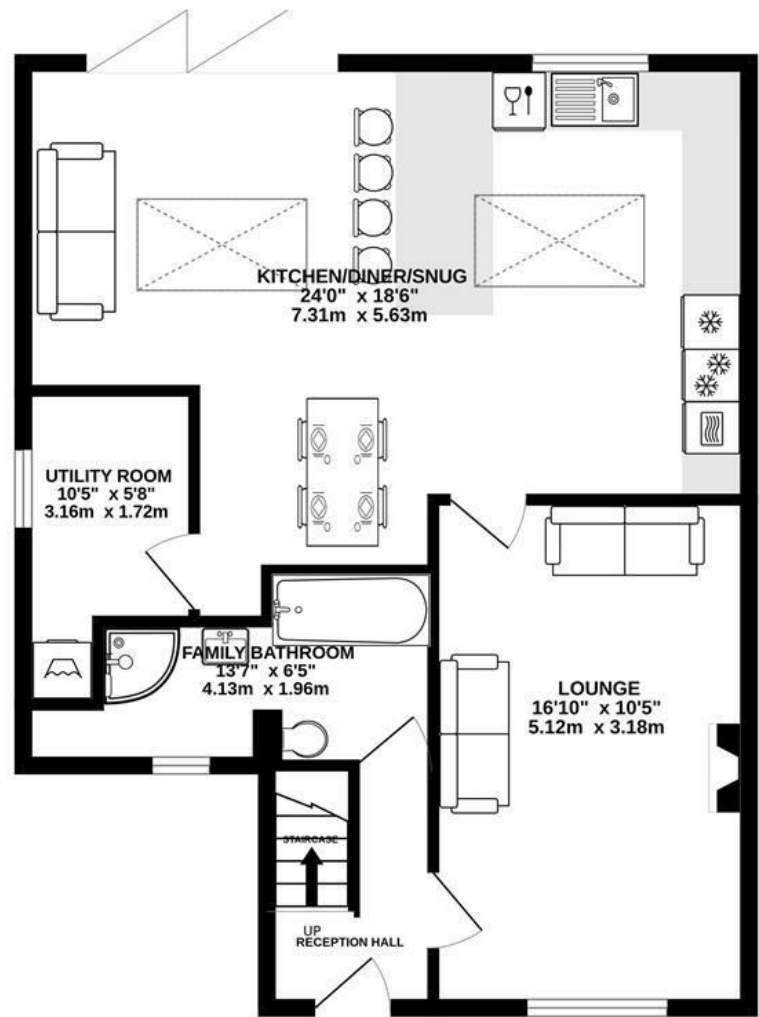 KITCHEN/DINER/SNUG
24'0" x 18'6"
7.31m x 5.63m
UTILITY ROOM
10'5" x 5'8"
3.16m x 1.72m
FAMILY BATHROOM
13'7" x 6'5"
4.13m x 1.96m
LOUNGE
16'10" x 10'5"
5.12m x 3.18m
STAIRCASE
UP
RECEPTION HALL